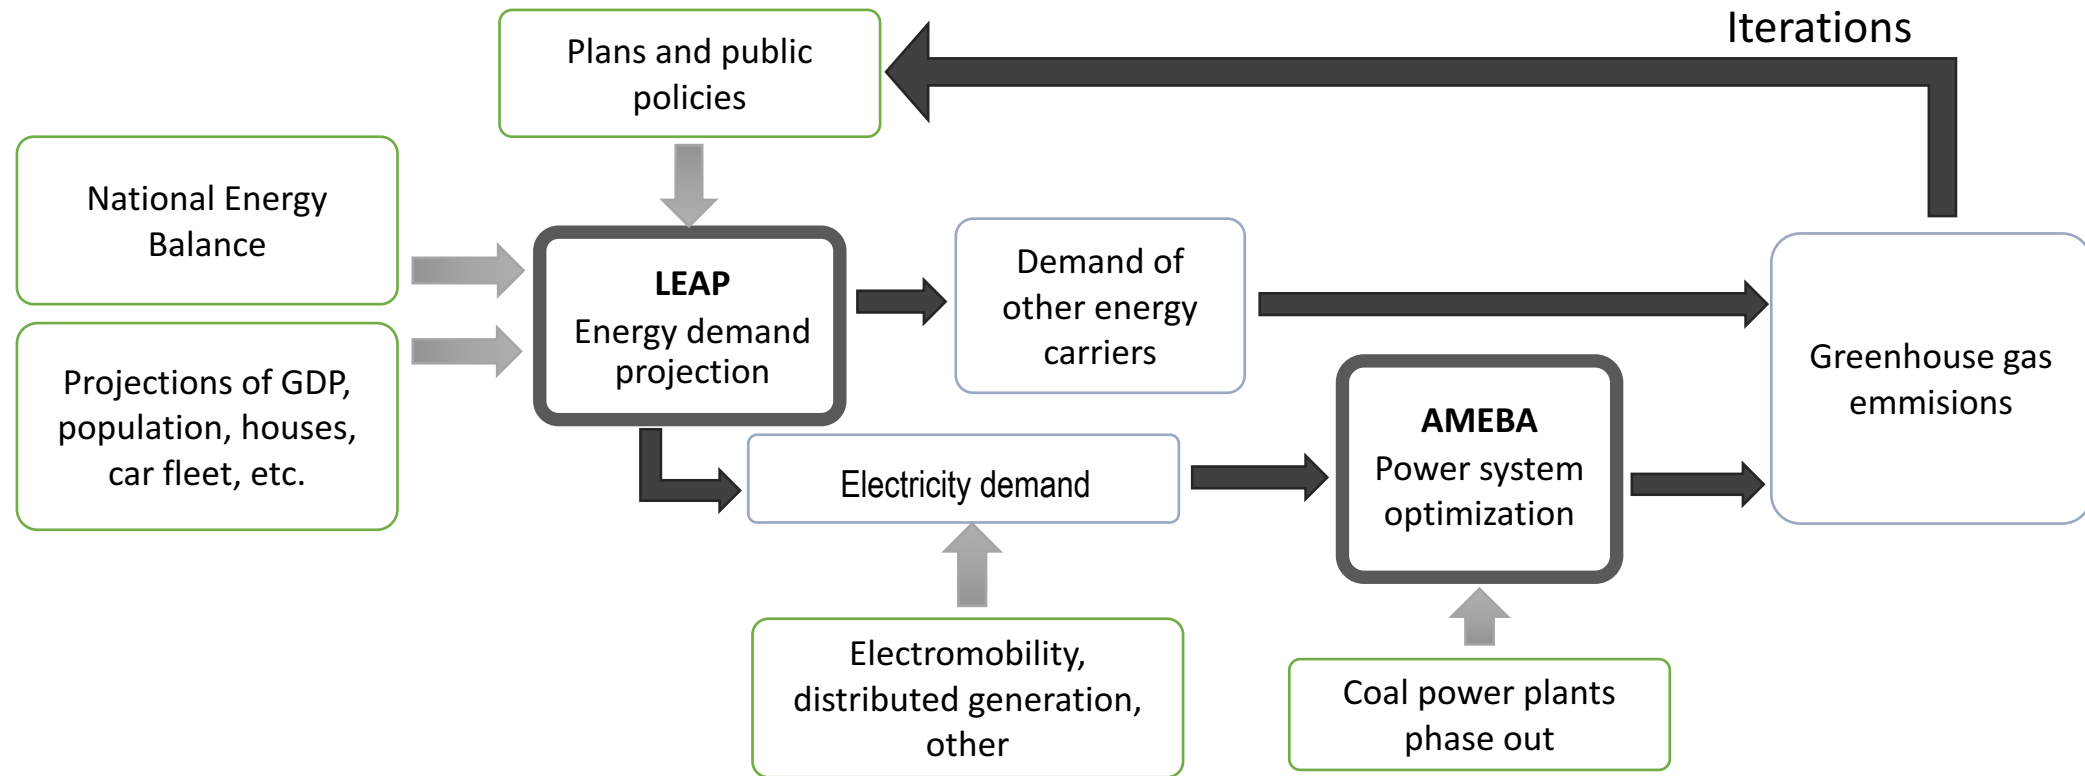 Iterations
Plans and public
policies
National Energy
Balance
LEAP
Energy demand
projection
Demand of
other energy
carriers
Projections of GDP,
population, houses,
car fleet, etc.
Greenhouse gas
emmisions
AMEBA
Power system
optimization
Electricity demand
Electromobility,
distributed generation,
other
Coal power plants
phase out